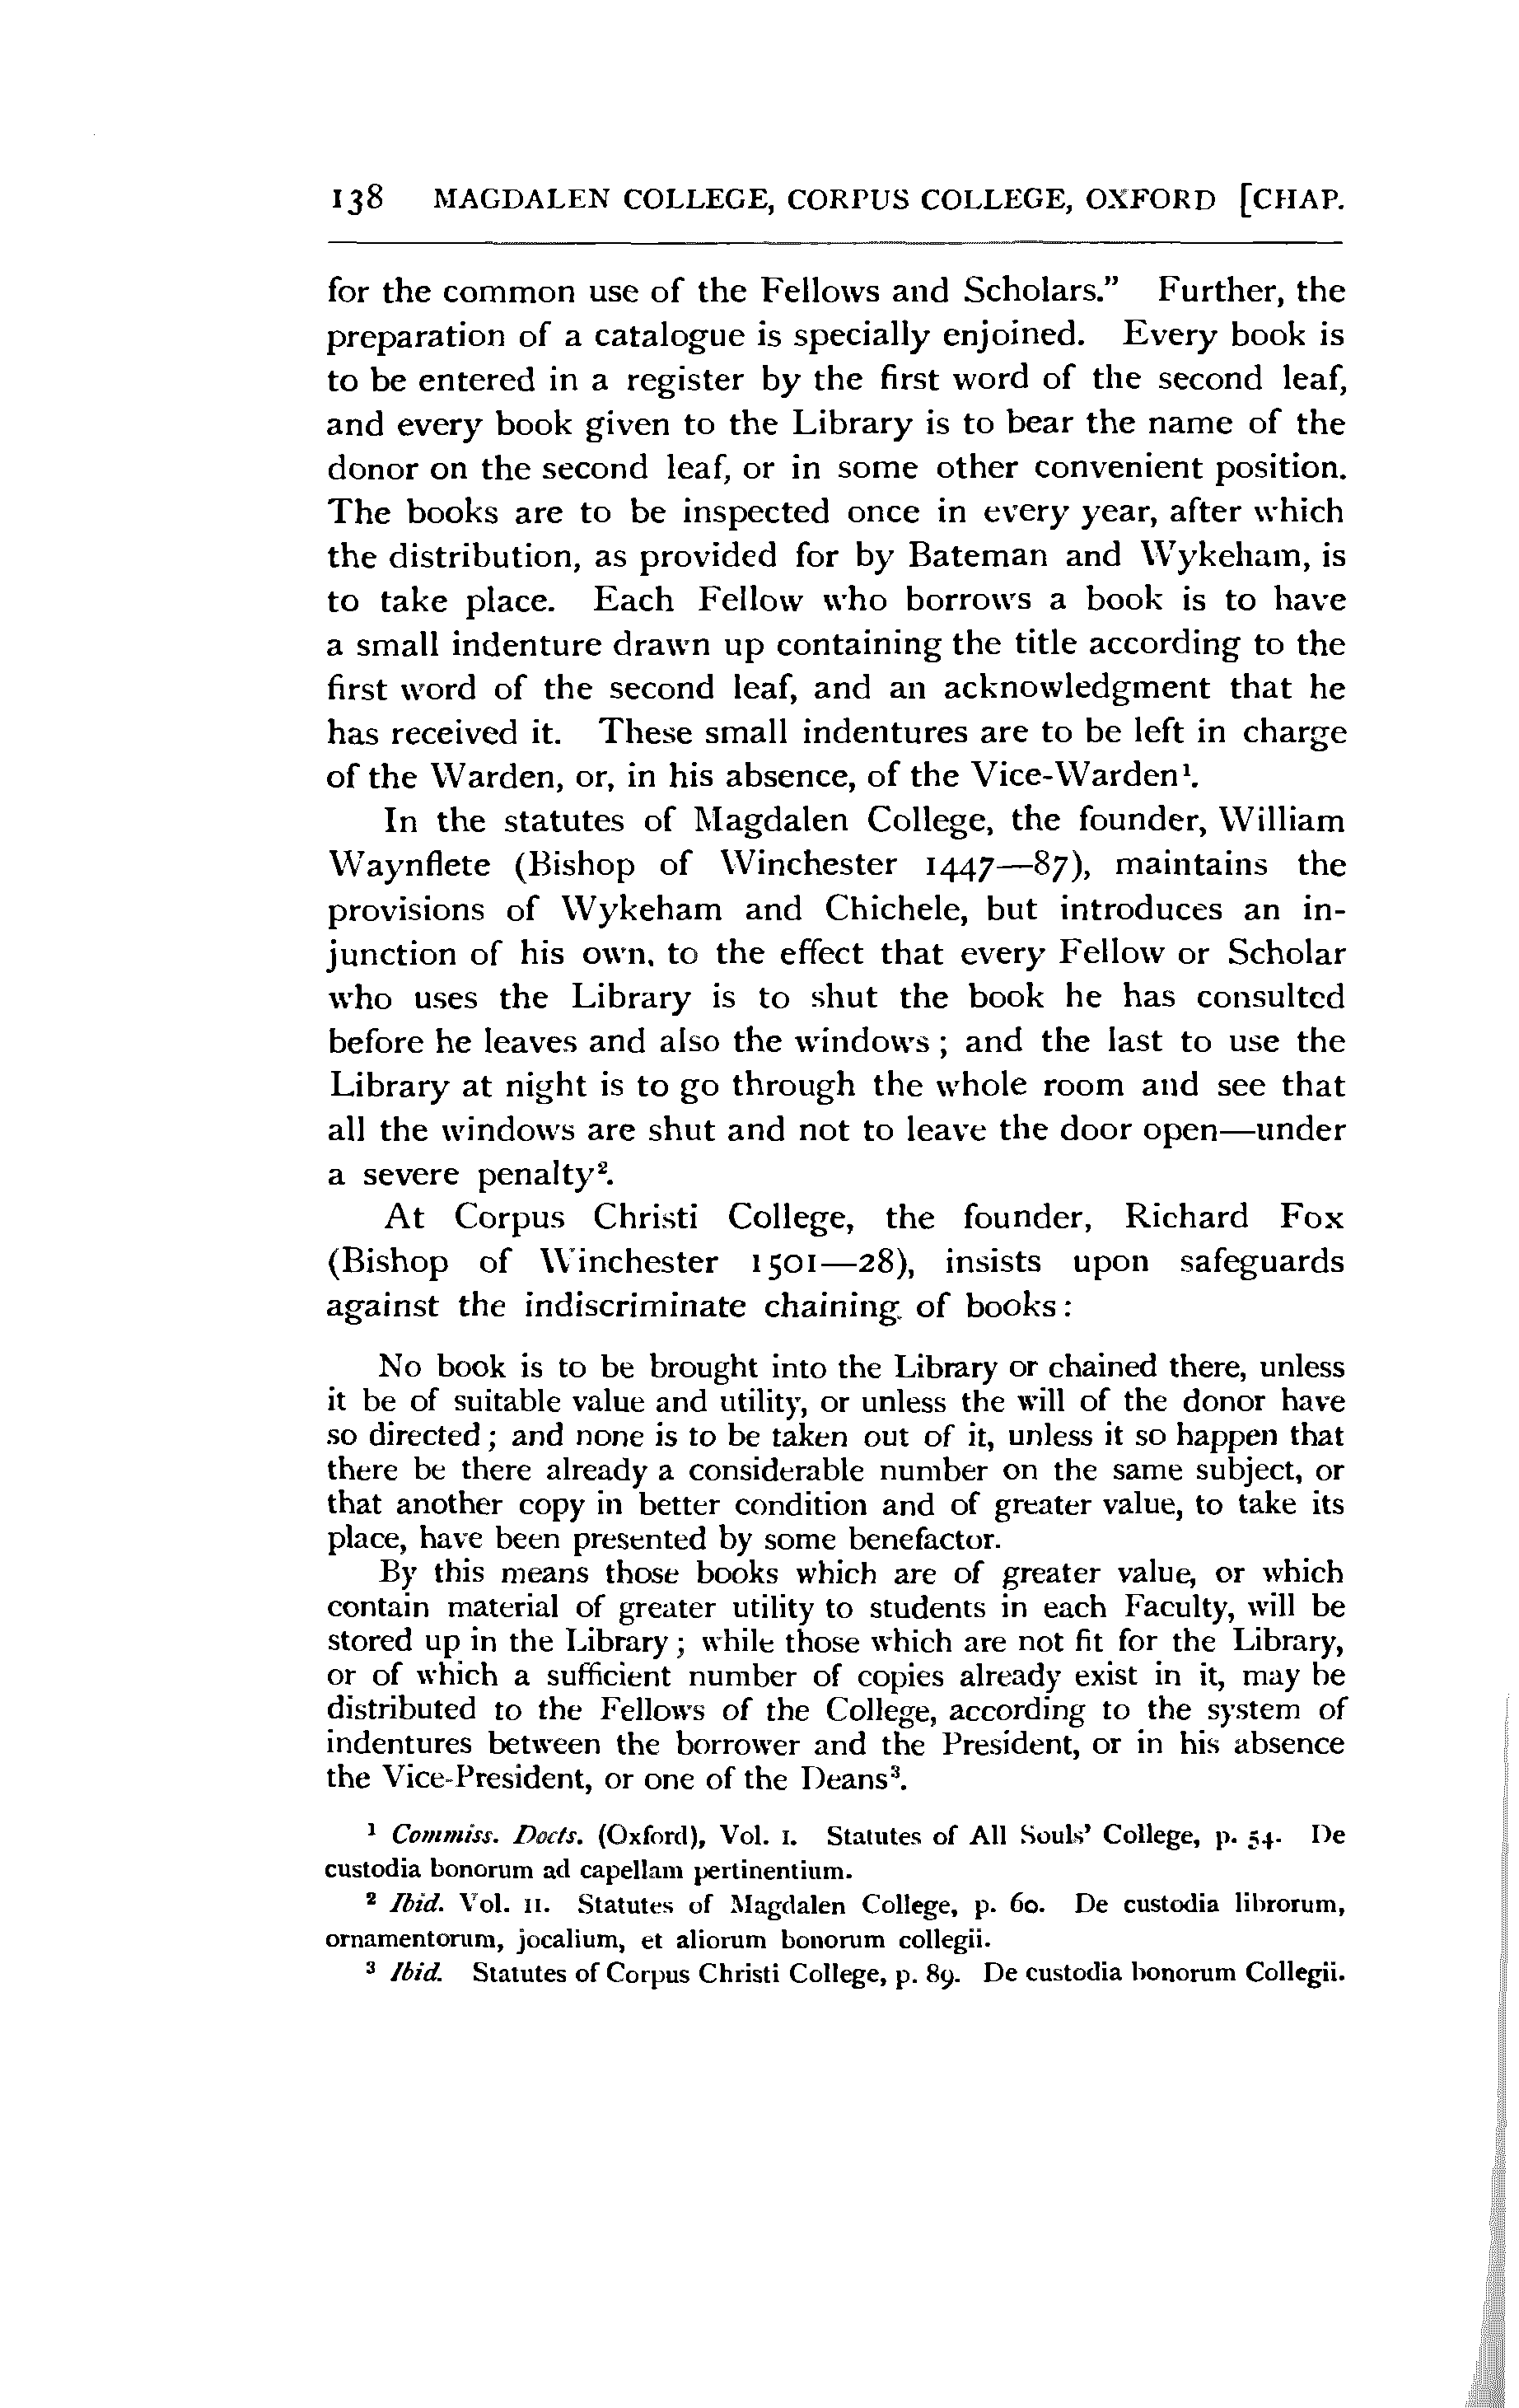 138 MAGDALEN COLLEGE, CORPUS COLLEGE, OXFORD [CHAP.
for the common use of the Fellows and Scholars.” Further, the
preparation of a catalogue is specially enjoined. Every book is
to be entered in a register by the first word of the second leaf,
and every book given to the Library is to bear the name of the
donor on the second leaf, or in some other convenient position.
The books are to be inspected once in every year, after which
the distribution, as provided for by Bateman and Wykeham, is
to take place. Each Fellow who borrows a book is to have
a small indenture drawn up containing the title according to the
first word of the second leaf, and an acknowledgment that he
has received it. These small indentures are to be left in charge
of the Warden, or, in his absence, of the Vice-Warden¹.
In the statutes of Magdalen College, the founder, William
Waynflete (Bishop of Winchester 1447—87), maintains the
provisions of Wykeham and Chichele, but introduces an in-
junction of his own, to the effect that every Fellow or Scholar
who uses the Library is to shut the book he has consulted
before he leaves and also the windows; and the last to use the
Library at night is to go through the whole room and see that
all the windows are shut and not to leave the door open—under
a severe penalty².
At Corpus Christi College, the founder, Richard Fox
(Bishop of Winchester 1501—28), insists upon safeguards
against the indiscriminate chaining of books:
No book is to be brought into the Library or chained there, unless
it be of suitable value and utility, or unless the will of the donor have
so directed; and none is to be taken out of it, unless it so happen that
there be there already a considerable number on the same subject, or
that another copy in better condition and of greater value, to take its
place, have been presented by some benefactor.
By this means those books which are of greater value, or which
contain material of greater utility to students in each Faculty, will be
stored up in the Library; while those which are not fit for the Library,
or of which a sufficient number of copies already exist in it, may be
distributed to the Fellows of the College, according to the system of
indentures between the borrower and the President, or in his absence
the Vice-President, or one of the Deans³.
¹ Commiss. Docts. (Oxford), Vol. I. Statutes of All Souls’ College, p. 54. De
custodia bonorum ad capellam pertinentium.
² Ibid. Vol. II. Statutes of Magdalen College, p. 60. De custodia librorum,
ornamentorum, jocalium, et aliorum bonorum collegii.
³ Ibid. Statutes of Corpus Christi College, p. 89. De custodia bonorum Collegii.